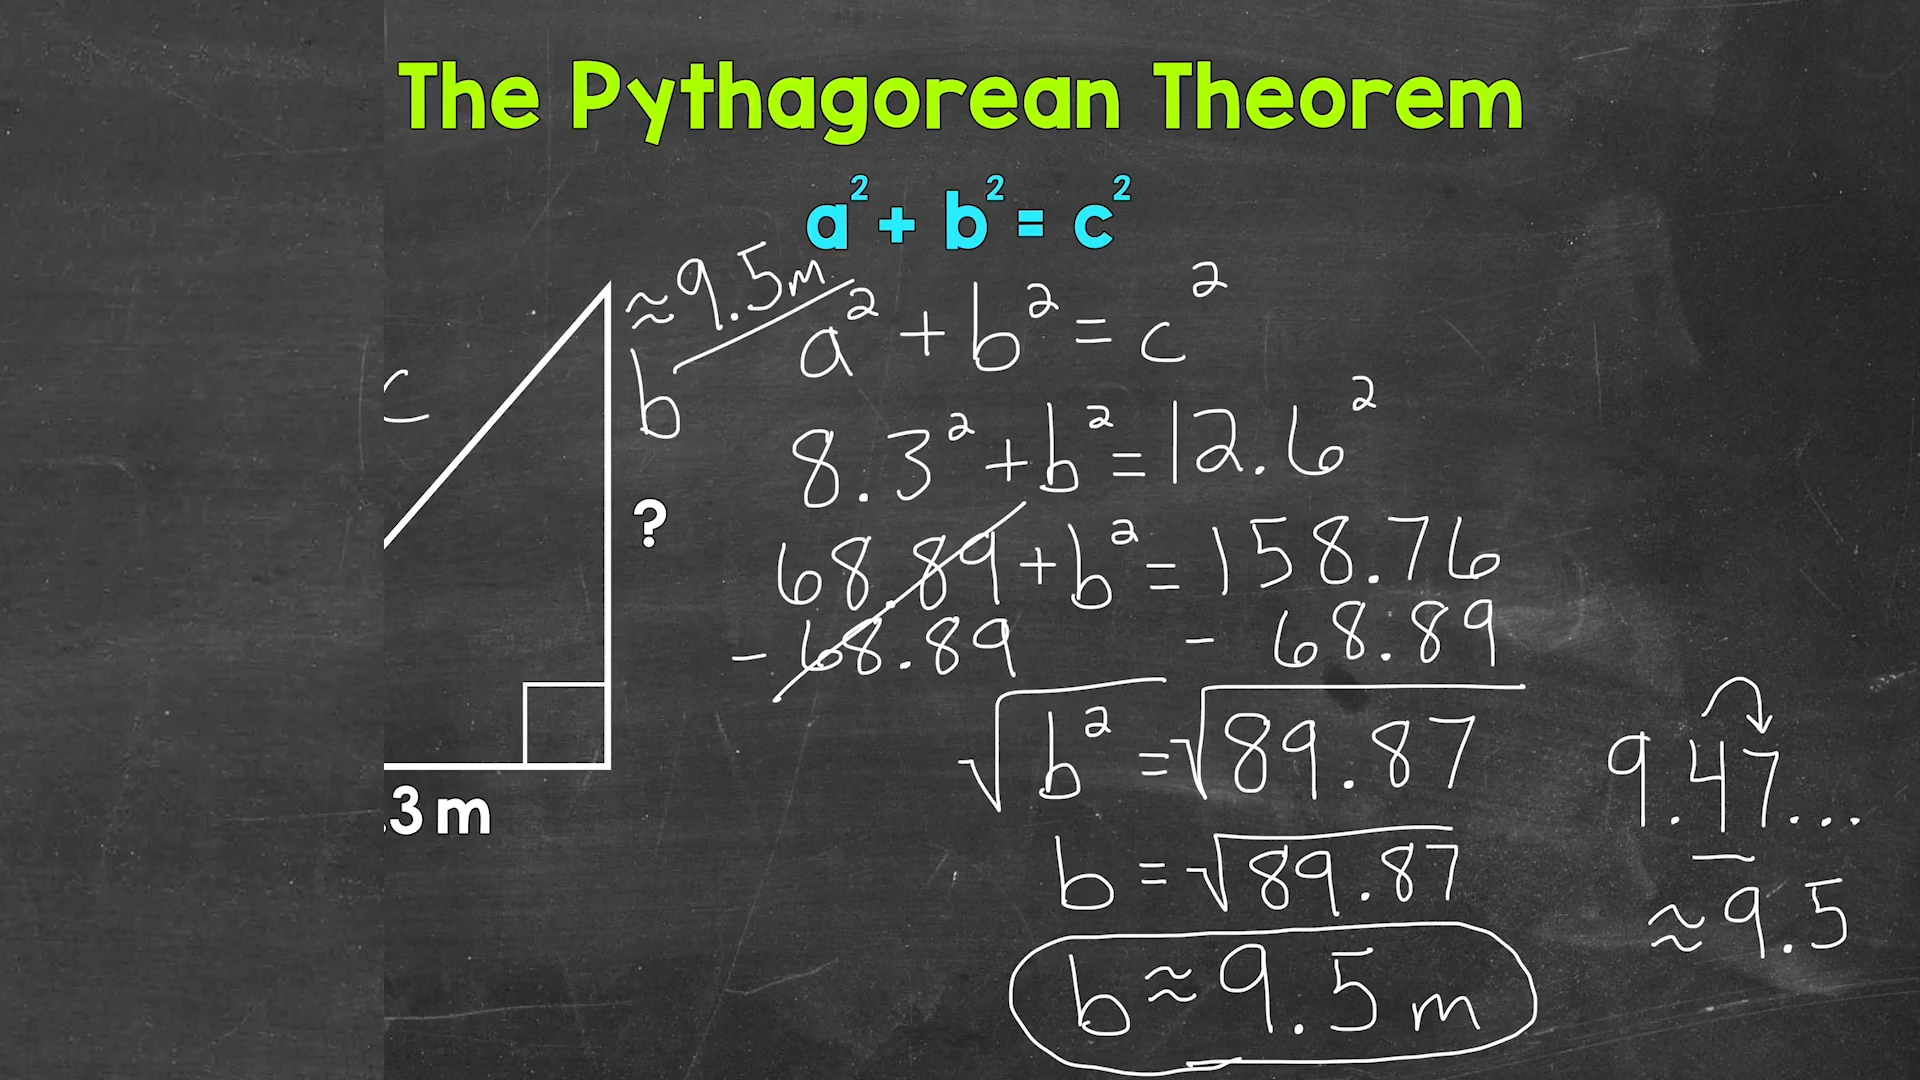 The Pythagorean Theorem
a² + b² = c²
≈ 9.5 m
c
b
?
.3 m
a² + b² = c²
8.3² + b² = 12.6²
68.89 + b² = 158.76
- 68.89 - 68.89
√b² = √89.87
b = √89.87
b ≈ 9.5 m
9.47...
≈ 9.5